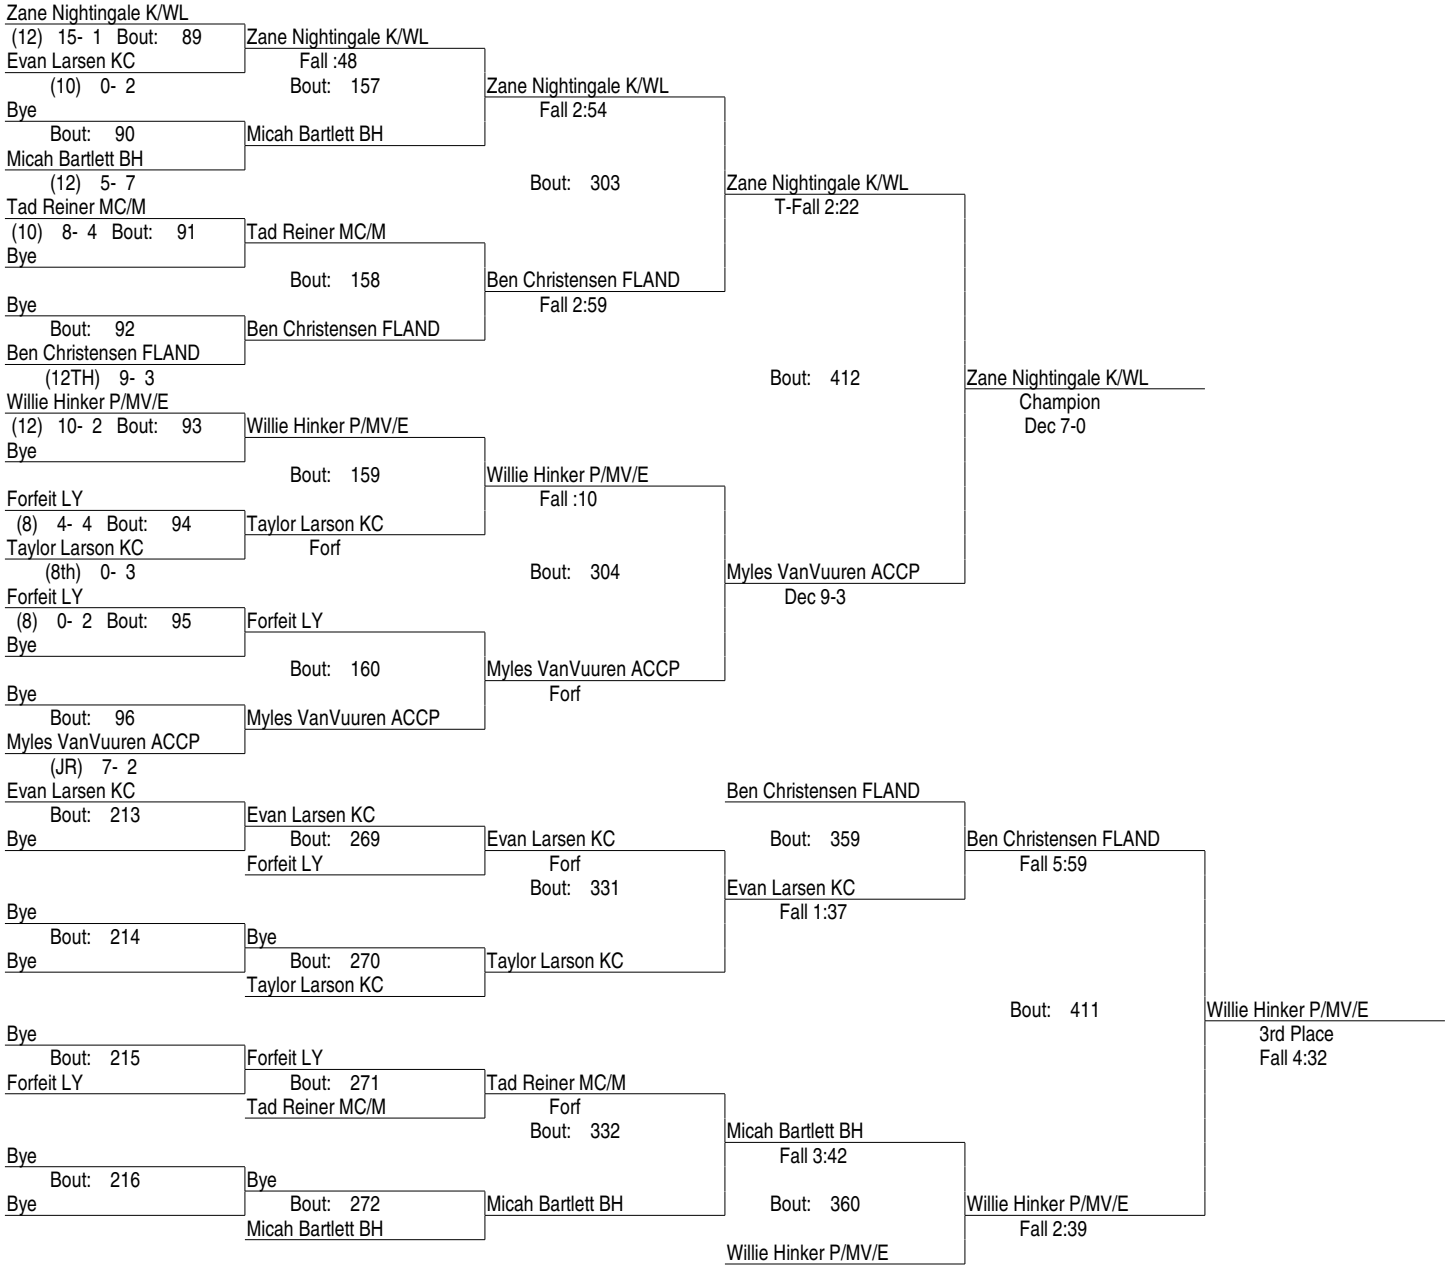 Zane Nightingale K/WL
(12) 15- 1 Bout: 89
Evan Larsen KC
(10) 0- 2
Bye
Bout: 90
Micah Bartlett BH
(12) 5- 7
Tad Reiner MC/M
(10) 8- 4 Bout: 91
Bye
Bye
Bout: 92
Ben Christensen FLAND
(12TH) 9- 3
Willie Hinker P/MV/E
(12) 10- 2 Bout: 93
Bye
Forfeit LY
(8) 4- 4 Bout: 94
Taylor Larson KC
(8th) 0- 3
Forfeit LY
(8) 0- 2 Bout: 95
Bye
Bye
Bout: 96
Myles VanVuuren ACCP
(JR) 7- 2
Zane Nightingale K/WL
Fall :48
Bout: 157
Micah Bartlett BH
Tad Reiner MC/M
Bout: 158
Ben Christensen FLAND
Willie Hinker P/MV/E
Bout: 159
Taylor Larson KC
Forf
Forfeit LY
Bout: 160
Myles VanVuuren ACCP
Zane Nightingale K/WL
Fall 2:54
Bout: 303
Ben Christensen FLAND
Fall 2:59
Willie Hinker P/MV/E
Fall :10
Bout: 304
Myles VanVuuren ACCP
Forf
Zane Nightingale K/WL
T-Fall 2:22
Bout: 412
Myles VanVuuren ACCP
Dec 9-3
Zane Nightingale K/WL
Champion
Dec 7-0
Evan Larsen KC
Bout: 213
Bye
Bye
Bout: 214
Bye
Bye
Bout: 215
Forfeit LY
Bye
Bout: 216
Bye
Evan Larsen KC
Bout: 269
Forfeit LY
Bye
Bout: 270
Taylor Larson KC
Forfeit LY
Bout: 271
Tad Reiner MC/M
Bye
Bout: 272
Micah Bartlett BH
Evan Larsen KC
Forf
Bout: 331
Taylor Larson KC
Tad Reiner MC/M
Forf
Bout: 332
Micah Bartlett BH
Ben Christensen FLAND
Bout: 359
Evan Larsen KC
Fall 1:37
Micah Bartlett BH
Fall 3:42
Bout: 360
Willie Hinker P/MV/E
Ben Christensen FLAND
Fall 5:59
Bout: 411
Willie Hinker P/MV/E
Fall 2:39
Willie Hinker P/MV/E
3rd Place
Fall 4:32